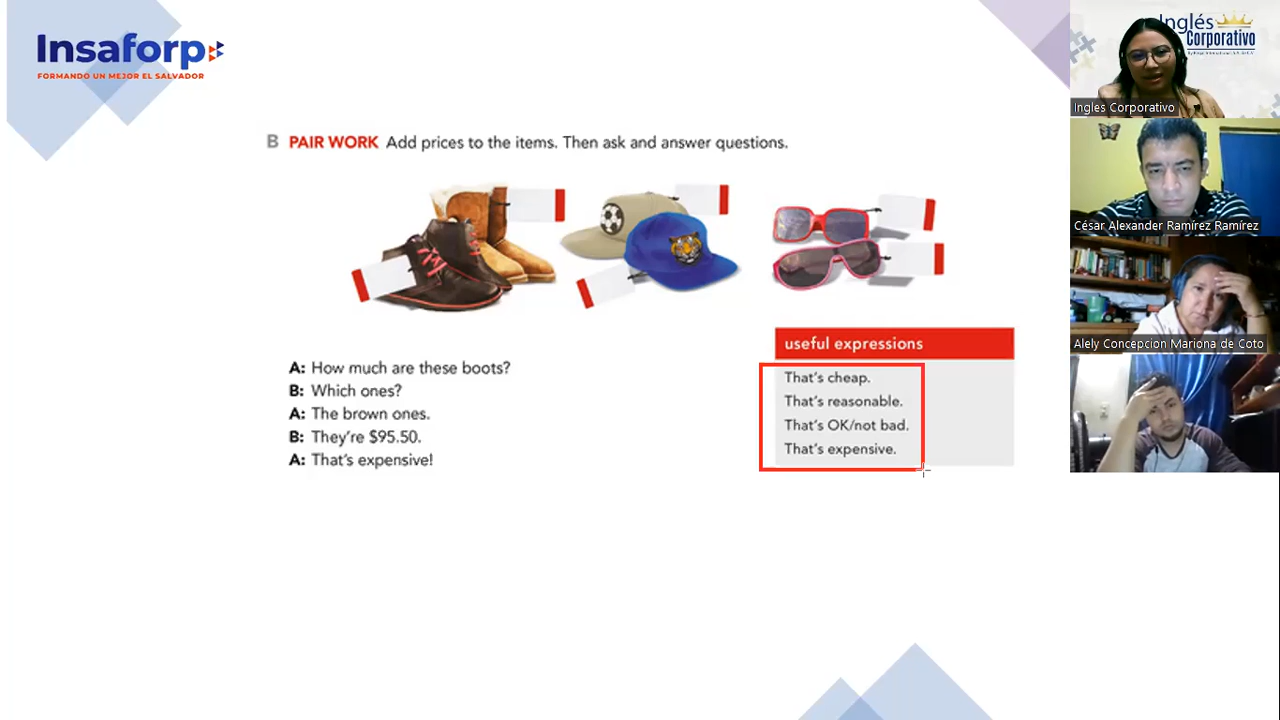 Insaforp
FORMANDO UN MEJOR EL SALVADOR
B PAIR WORK Add prices to the items. Then ask and answer questions.
A: How much are these boots?
B: Which ones?
A: The brown ones.
B: They're $95.50.
A: That's expensive!
useful expressions
That's cheap.
That's reasonable.
That's OK/not bad.
That's expensive.
Inglés
Corporativo
Ingles Corporativo
César Alexander Ramírez Ramírez
Alely Concepcion Mariona de Coto